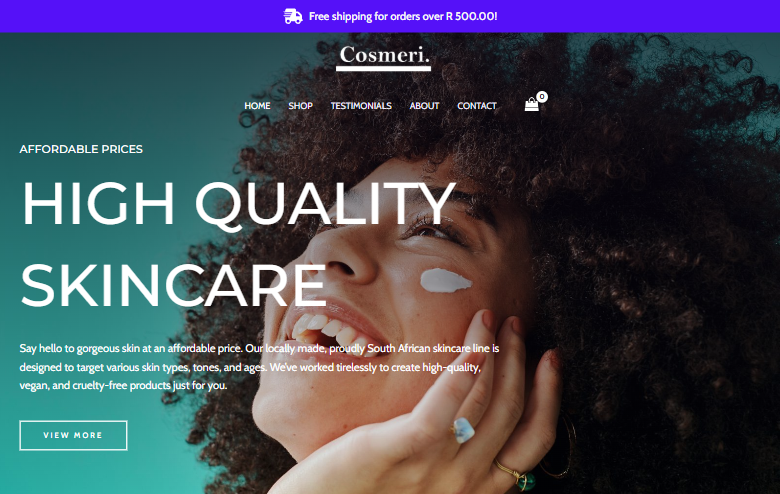 Free shipping for orders over R 500.00!
Cosmeri.
HOME SHOP TESTIMONIALS ABOUT CONTACT 0
AFFORDABLE PRICES
HIGH QUALITY
SKINCARE
Say hello to gorgeous skin at an affordable price. Our locally made, proudly South African skincare line is
designed to target various skin types, tones, and ages. We've worked tirelessly to create high-quality,
vegan, and cruelty-free products just for you.
VIEW MORE